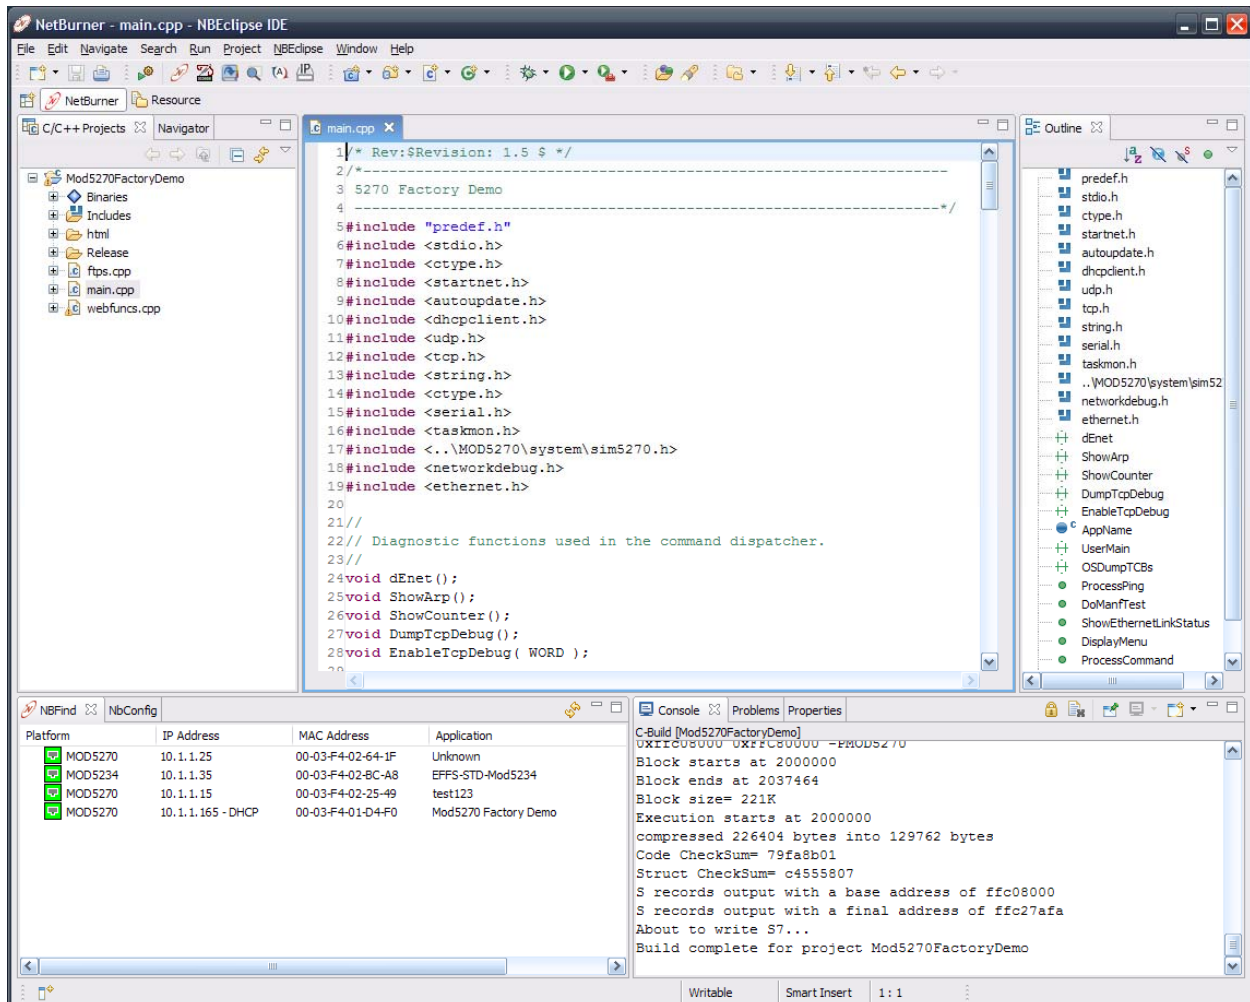 NetBurner - main.cpp - NBEclipse IDE
File Edit Navigate Search Run Project NBEclipse Window Help
NetBurner Resource
C/C++ Projects Navigator
Mod5270FactoryDemo
Binaries
Includes
html
Release
ftps.cpp
main.cpp
webfuncs.cpp
main.cpp
1/* Rev:$Revision: 1.5 $ */
2/*-------------------------------------------------------------------------
3 5270 Factory Demo
4 -------------------------------------------------------------------------*/
5#include "predef.h"
6#include <stdio.h>
7#include <ctype.h>
8#include <startnet.h>
9#include <autoupdate.h>
10#include <dhcpclient.h>
11#include <udp.h>
12#include <tcp.h>
13#include <string.h>
14#include <ctype.h>
15#include <serial.h>
16#include <taskmon.h>
17#include <..\MOD5270\system\sim5270.h>
18#include <networkdebug.h>
19#include <ethernet.h>
20
21//
22// Diagnostic functions used in the command dispatcher.
23//
24void dEnet();
25void ShowArp();
26void ShowCounter();
27void DumpTcpDebug();
28void EnableTcpDebug( WORD );
29
Outline
predef.h
stdio.h
ctype.h
startnet.h
autoupdate.h
dhcpclient.h
udp.h
tcp.h
string.h
serial.h
taskmon.h
..\MOD5270\system\sim52
networkdebug.h
ethernet.h
dEnet
ShowArp
ShowCounter
DumpTcpDebug
EnableTcpDebug
AppName
UserMain
OSDumpTCBs
ProcessPing
DoManfTest
ShowEthernetLinkStatus
DisplayMenu
ProcessCommand
NBFind NbConfig
Platform IP Address MAC Address Application
MOD5270 10.1.1.25 00-03-F4-02-64-1F Unknown
MOD5234 10.1.1.35 00-03-F4-02-BC-A8 EFFS-STD-Mod5234
MOD5270 10.1.1.15 00-03-F4-02-25-49 test123
MOD5270 10.1.1.165 - DHCP 00-03-F4-01-D4-F0 Mod5270 Factory Demo
Console Problems Properties
C-Build [Mod5270FactoryDemo]
0xffc08000 0xFFC80000 -PMOD5270
Block starts at 2000000
Block ends at 2037464
Block size= 221K
Execution starts at 2000000
compressed 226404 bytes into 129762 bytes
Code CheckSum= 79fa8b01
Struct CheckSum= c4555807
S records output with a base address of ffc08000
S records output with a final address of ffc27afa
About to write S7...
Build complete for project Mod5270FactoryDemo
Writable Smart Insert 1 : 1